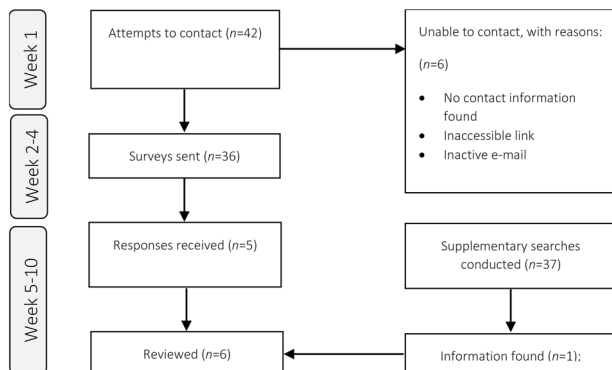 Week 1
Attempts to contact (n=42)
Unable to contact, with reasons:
(n=6)
• No contact information
found
• Inaccessible link
• Inactive e-mail
Week 2-4
Surveys sent (n=36)
Week 5-10
Responses received (n=5)
Supplementary searches
conducted (n=37)
Reviewed (n=6)
Information found (n=1);